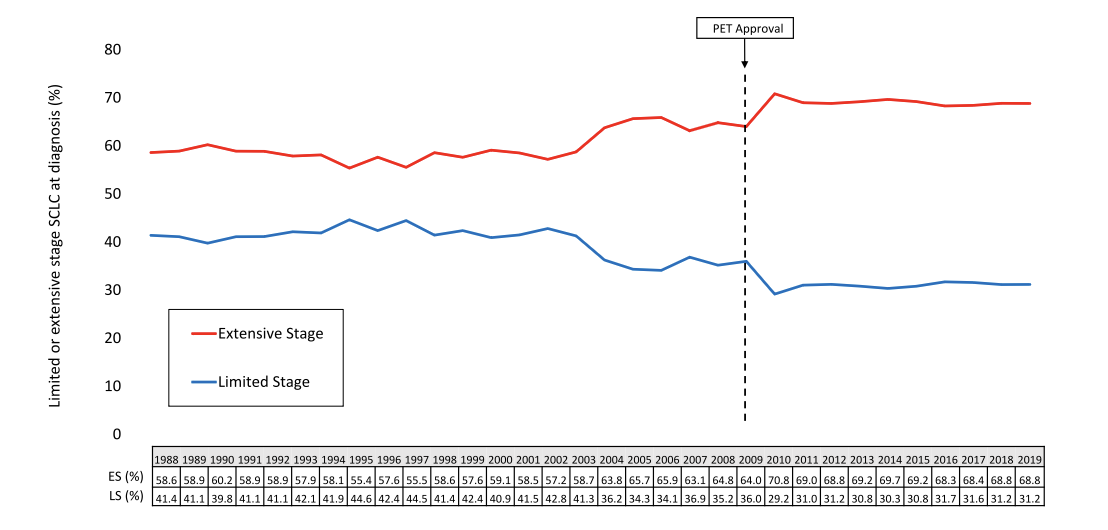 PET Approval
80
70
60
50
40
30
20
10
0
Limited or extensive stage SCLC at diagnosis (%)
Extensive Stage
Limited Stage
1988 1989 1990 1991 1992 1993 1994 1995 1996 1997 1998 1999 2000 2001 2002 2003 2004 2005 2006 2007 2008 2009 2010 2011 2012 2013 2014 2015 2016 2017 2018 2019
ES (%) 58.6 58.9 60.2 58.9 58.9 57.9 58.1 55.4 57.6 55.5 58.6 57.6 59.1 58.5 57.2 58.7 63.8 65.7 65.9 63.1 64.8 64.0 70.8 69.0 68.8 69.2 69.7 69.2 68.3 68.4 68.8 68.8
LS (%) 41.4 41.1 39.8 41.1 41.1 42.1 41.9 44.6 42.4 44.5 41.4 42.4 40.9 41.5 42.8 41.3 36.2 34.3 34.1 36.9 35.2 36.0 29.2 31.0 31.2 30.8 30.3 30.8 31.7 31.6 31.2 31.2